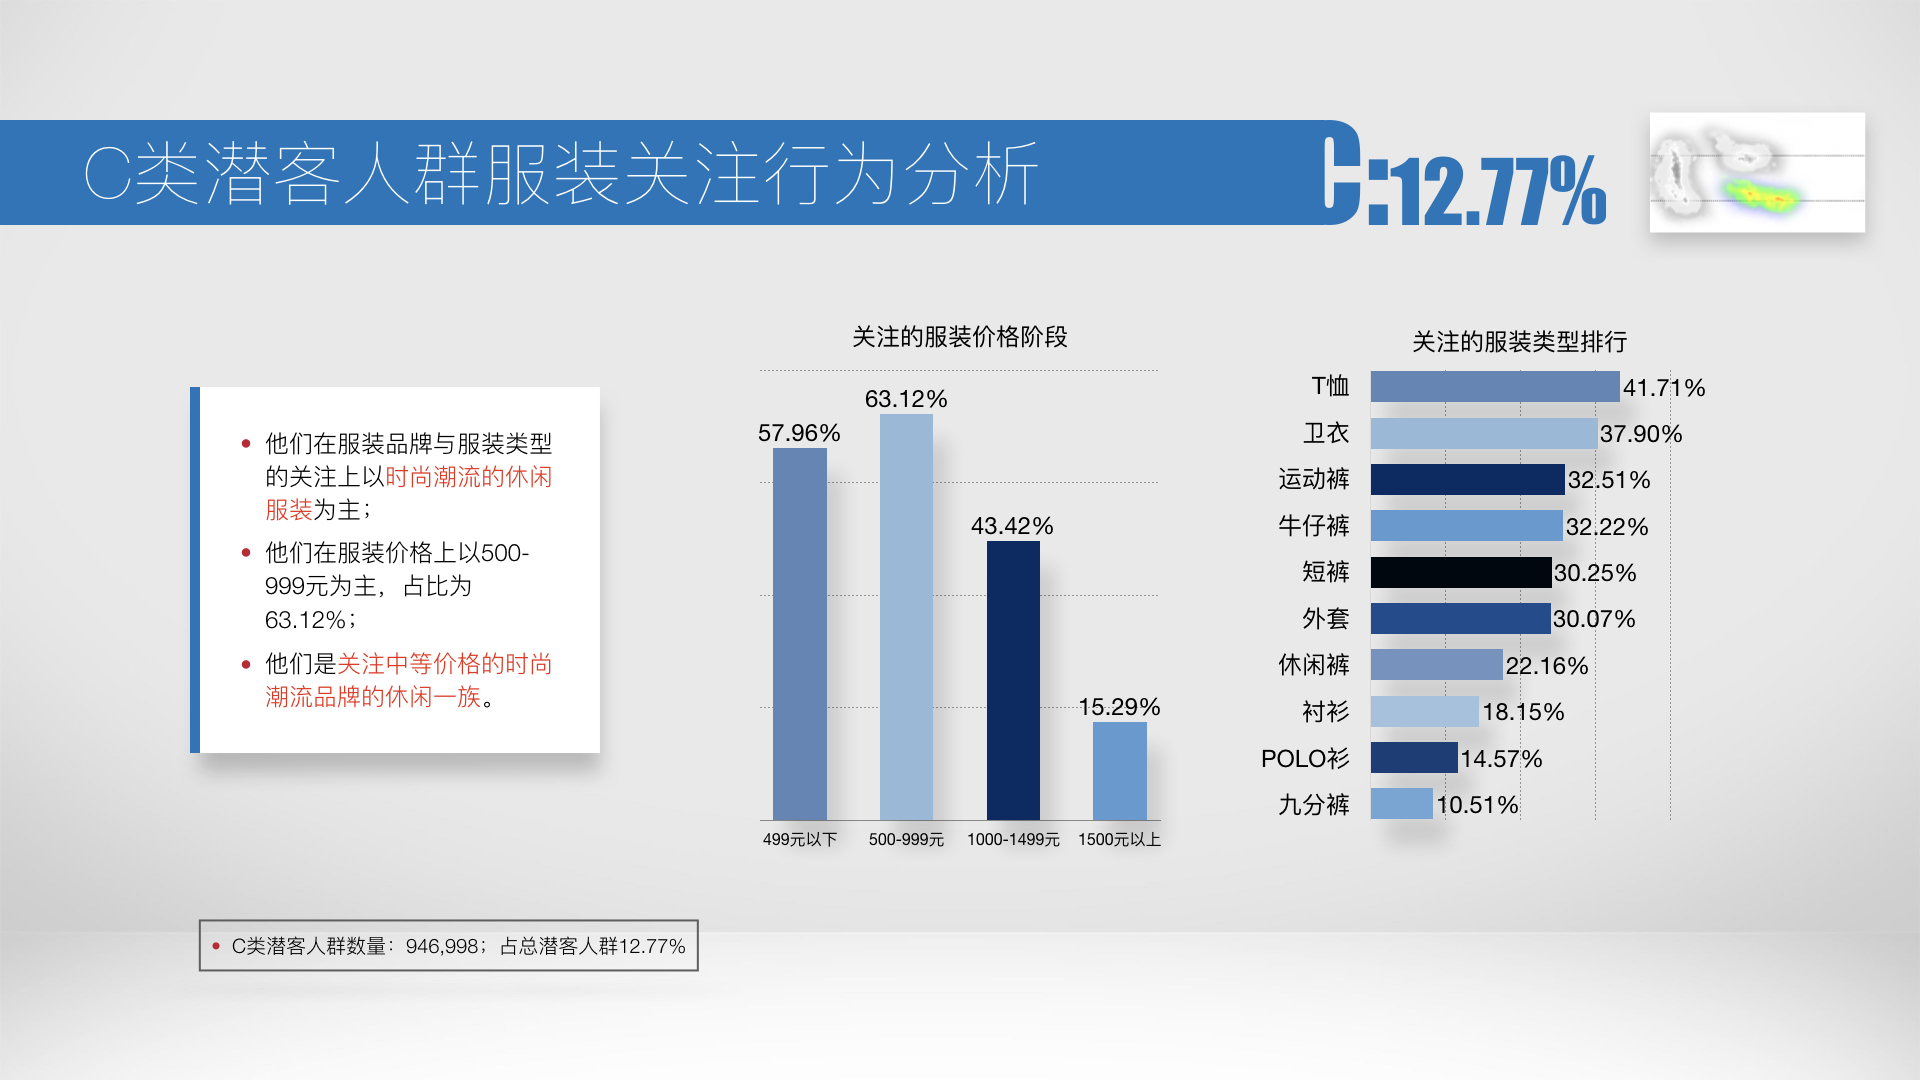 C类潜客人群服装关注行为分析
C:12.77%
他们在服装品牌与服装类型
的关注上以时尚潮流的休闲
服装为主；
他们在服装价格上以500-
999元为主，占比为
63.12%；
他们是关注中等价格的时尚
潮流品牌的休闲一族。
关注的服装价格阶段
57.96%
63.12%
43.42%
15.29%
499元以下
500-999元
1000-1499元
1500元以上
关注的服装类型排行
T恤 41.71%
卫衣 37.90%
运动裤 32.51%
牛仔裤 32.22%
短裤 30.25%
外套 30.07%
休闲裤 22.16%
衬衫 18.15%
POLO衫 14.57%
九分裤 10.51%
C类潜客人群数量：946,998；占总潜客人群12.77%